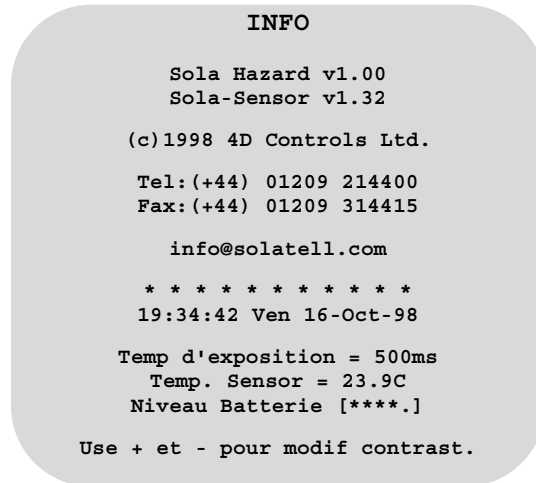 INFO
Sola Hazard v1.00
Sola-Sensor v1.32
(c)1998 4D Controls Ltd.
Tel:(+44) 01209 214400
Fax:(+44) 01209 314415
info@solatell.com
* * * * * * * * * * *
19:34:42 Ven 16-Oct-98
Temp d'exposition = 500ms
Temp. Sensor = 23.9C
Niveau Batterie [****.]
Use + et - pour modif contrast.